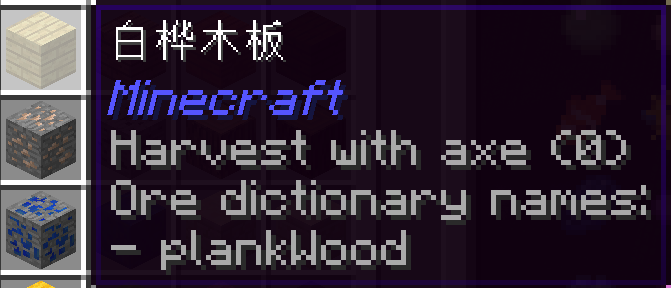 白桦木板
Minecraft
Harvest with axe (0)
Ore dictionary names:
- plankWood